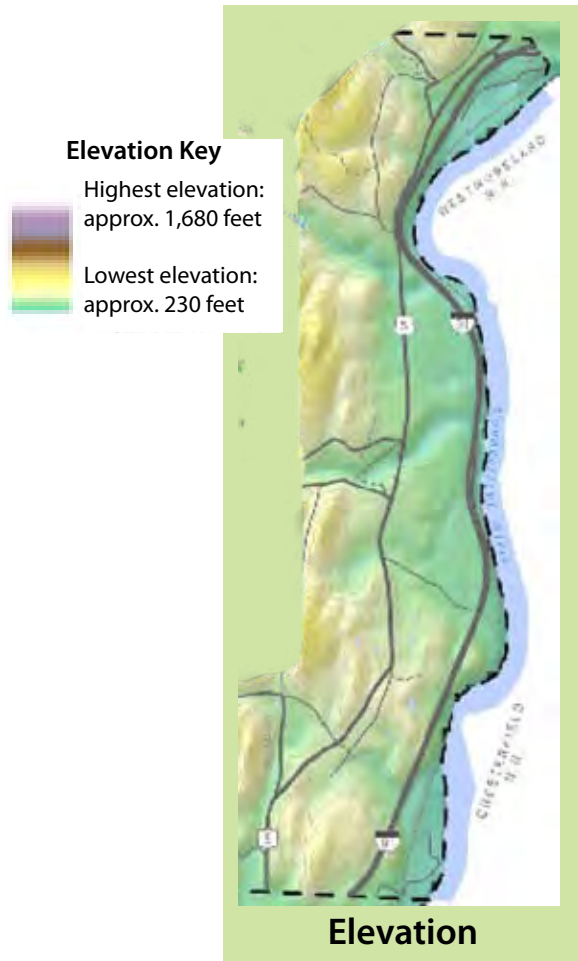 Elevation Key
Highest elevation:
approx. 1,680 feet
Lowest elevation:
approx. 230 feet
WESTMORELAND
N.H.
5
91
CHESTERFIELD
N.H.
5
91
Elevation